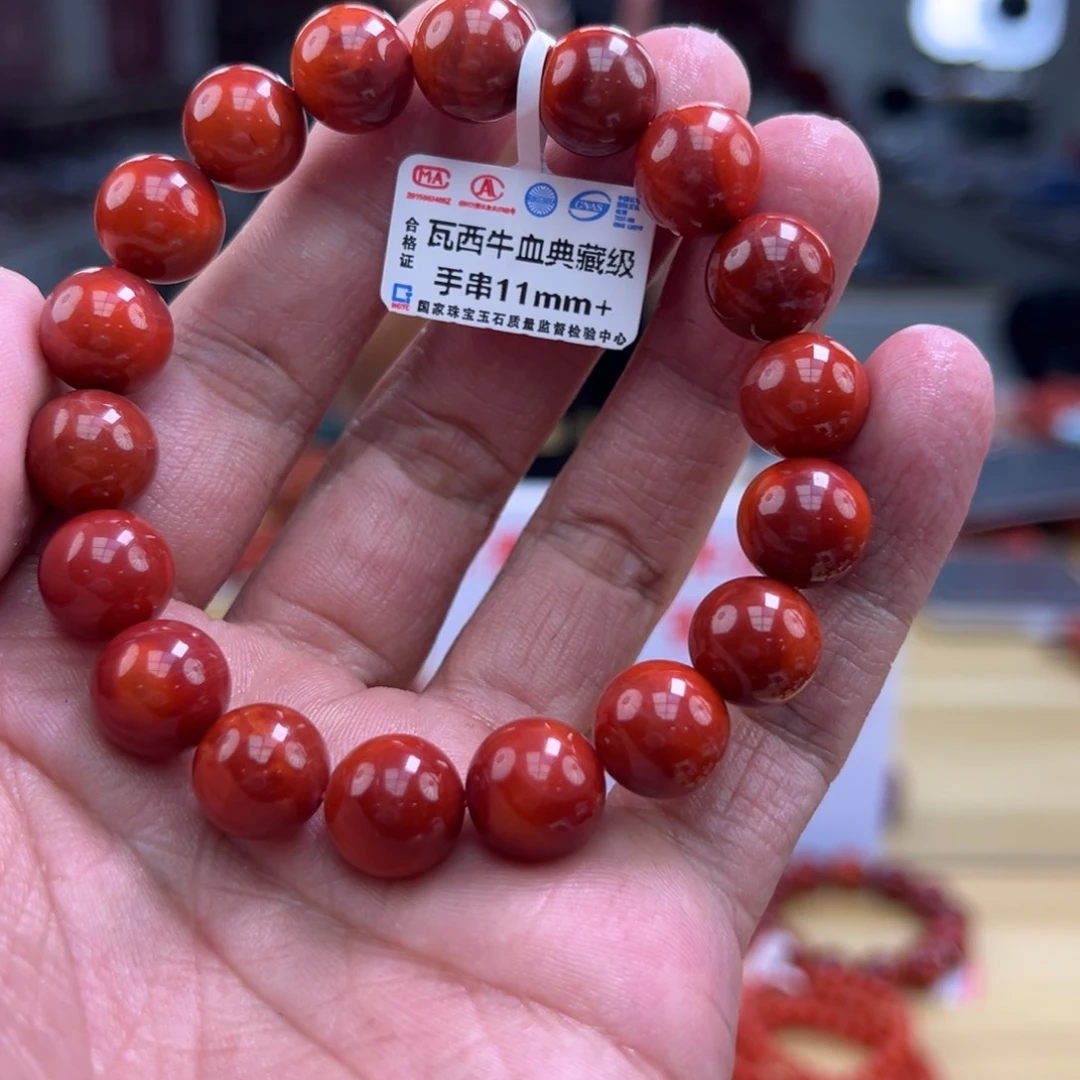 MA
A
CNAS
合格证
瓦西牛血典藏级
手串11mm+
国家珠宝玉石质量监督检验中心
NGTC